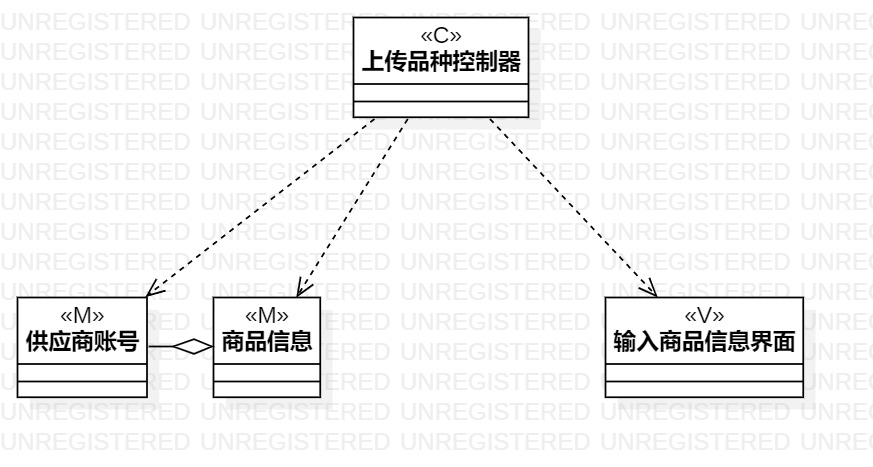 «C»
上传品种控制器
«M»
供应商账号
«M»
商品信息
«V»
输入商品信息界面
UNREGISTERED UNREGISTERED UNREGISTERED UNREGISTERED UNREG